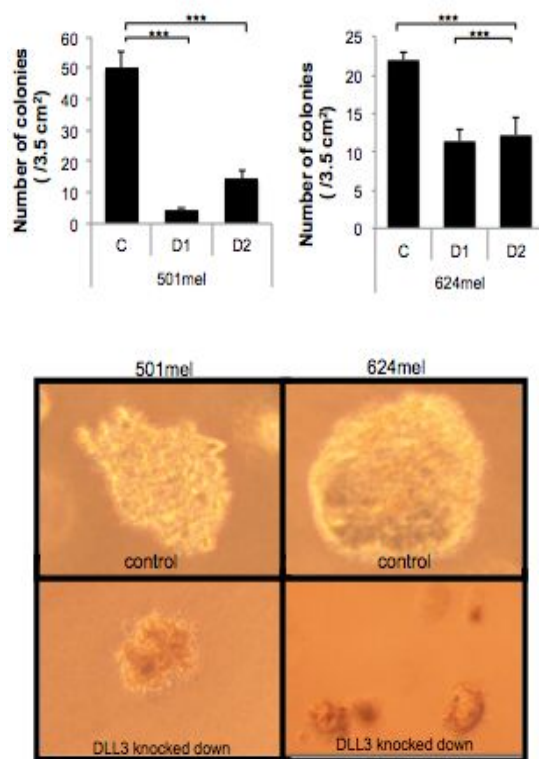 ***
***
Number of colonies
( /3.5 cm²)
60
50
40
30
20
10
0
C D1 D2
501mel
***
***
Number of colonies
( /3.5 cm²)
25
20
15
10
5
0
C D1 D2
624mel
501mel 624mel
control control
DLL3 knocked down DLL3 knocked down